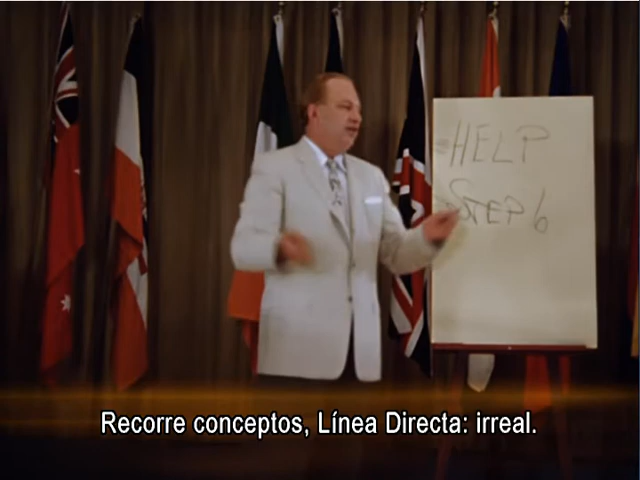 =HELP
STEP 6
Recorre conceptos, Línea Directa: irreal.